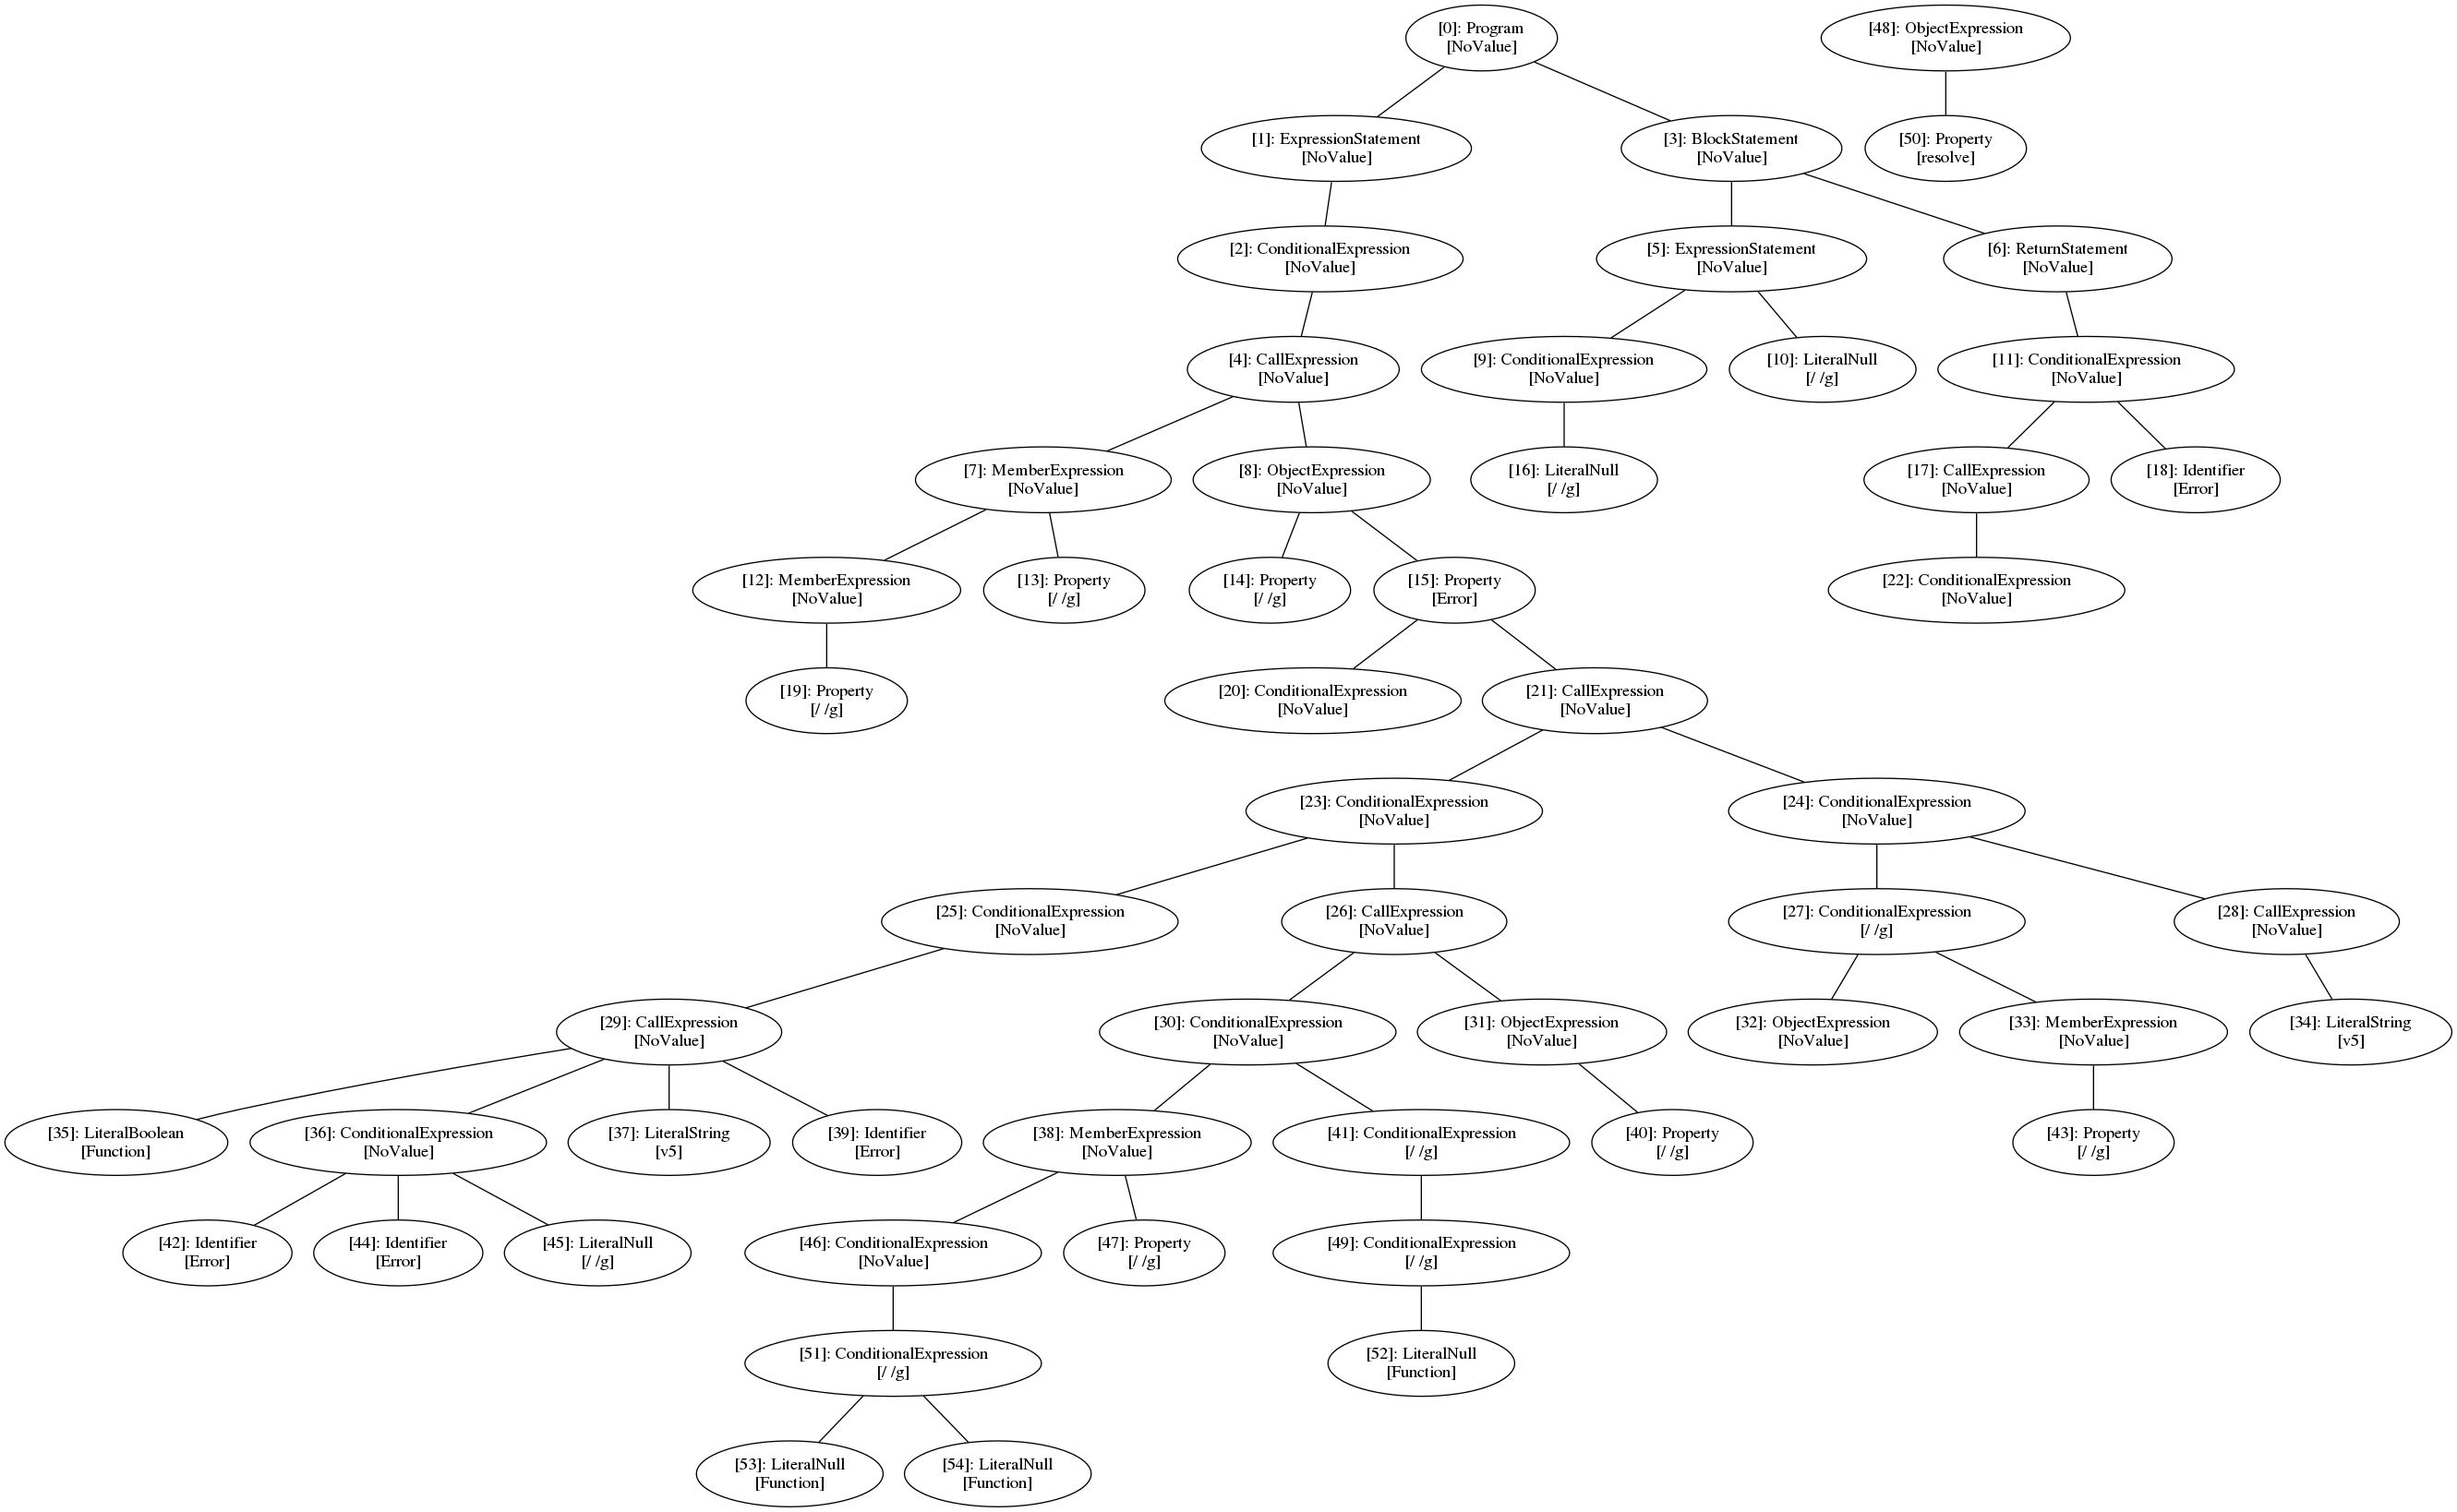 [0]: Program
[NoValue]
[48]: ObjectExpression
[NoValue]
[1]: ExpressionStatement
[NoValue]
[3]: BlockStatement
[NoValue]
[50]: Property
[resolve]
[2]: ConditionalExpression
[NoValue]
[5]: ExpressionStatement
[NoValue]
[6]: ReturnStatement
[NoValue]
[4]: CallExpression
[NoValue]
[9]: ConditionalExpression
[NoValue]
[10]: LiteralNull
[/ /g]
[11]: ConditionalExpression
[NoValue]
[7]: MemberExpression
[NoValue]
[8]: ObjectExpression
[NoValue]
[16]: LiteralNull
[/ /g]
[17]: CallExpression
[NoValue]
[18]: Identifier
[Error]
[12]: MemberExpression
[NoValue]
[13]: Property
[/ /g]
[14]: Property
[/ /g]
[15]: Property
[Error]
[22]: ConditionalExpression
[NoValue]
[19]: Property
[/ /g]
[20]: ConditionalExpression
[NoValue]
[21]: CallExpression
[NoValue]
[23]: ConditionalExpression
[NoValue]
[24]: ConditionalExpression
[NoValue]
[25]: ConditionalExpression
[NoValue]
[26]: CallExpression
[NoValue]
[27]: ConditionalExpression
[/ /g]
[28]: CallExpression
[NoValue]
[29]: CallExpression
[NoValue]
[30]: ConditionalExpression
[NoValue]
[31]: ObjectExpression
[NoValue]
[32]: ObjectExpression
[NoValue]
[33]: MemberExpression
[NoValue]
[34]: LiteralString
[v5]
[35]: LiteralBoolean
[Function]
[36]: ConditionalExpression
[NoValue]
[37]: LiteralString
[v5]
[39]: Identifier
[Error]
[38]: MemberExpression
[NoValue]
[41]: ConditionalExpression
[/ /g]
[40]: Property
[/ /g]
[43]: Property
[/ /g]
[42]: Identifier
[Error]
[44]: Identifier
[Error]
[45]: LiteralNull
[/ /g]
[46]: ConditionalExpression
[NoValue]
[47]: Property
[/ /g]
[49]: ConditionalExpression
[/ /g]
[51]: ConditionalExpression
[/ /g]
[52]: LiteralNull
[Function]
[53]: LiteralNull
[Function]
[54]: LiteralNull
[Function]